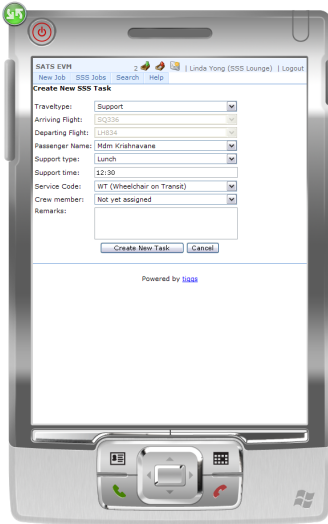 SATS EVM 2 | Linda Yong (SSS Lounge) | Logout
New Job SSS Jobs Search Help
Create New SSS Task
Traveltype: Support
Arriving Flight: SQ336
Departing Flight: LH834
Passenger Name: Mdm Krishnavane
Support type: Lunch
Support time: 12:30
Service Code: WT (Wheelchair on Transit)
Crew member: Not yet assigned
Remarks:
Create New Task Cancel
Powered by tiqqs